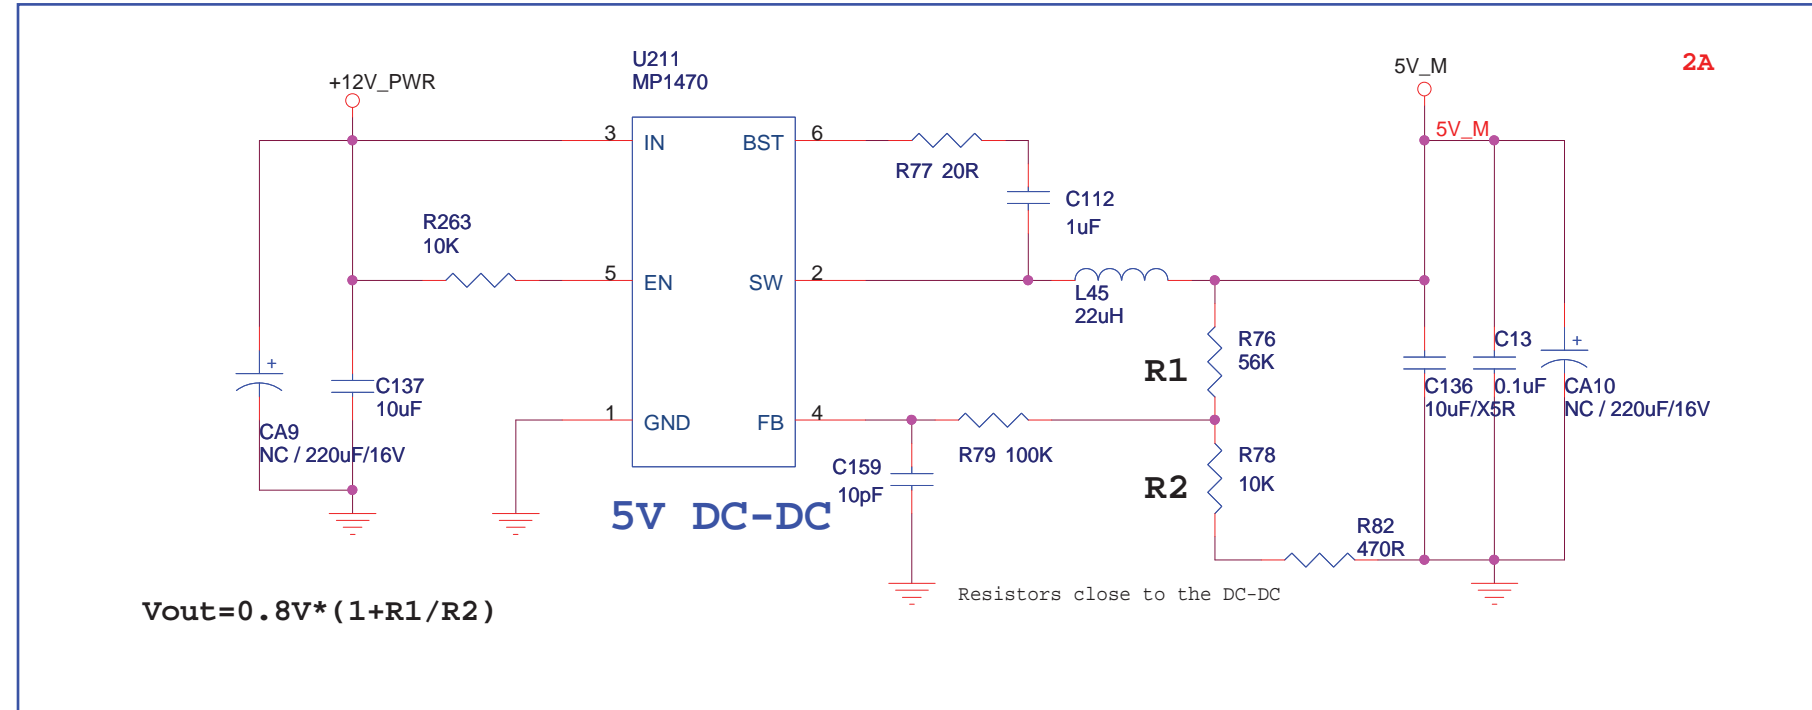 U211
MP1470
+12V_PWR
5V_M
2A
3
IN
BST
6
5V_M
R77 20R
C112
1uF
R263
10K
5
EN
SW
2
L45
22uH
R76
56K
R1
C13
0.1uF
C136
10uF/X5R
CA10
NC / 220uF/16V
C137
10uF
CA9
NC / 220uF/16V
1
GND
FB
4
R79 100K
C159
10pF
R78
10K
R2
5V DC-DC
R82
470R
Resistors close to the DC-DC
Vout=0.8V*(1+R1/R2)
+
+